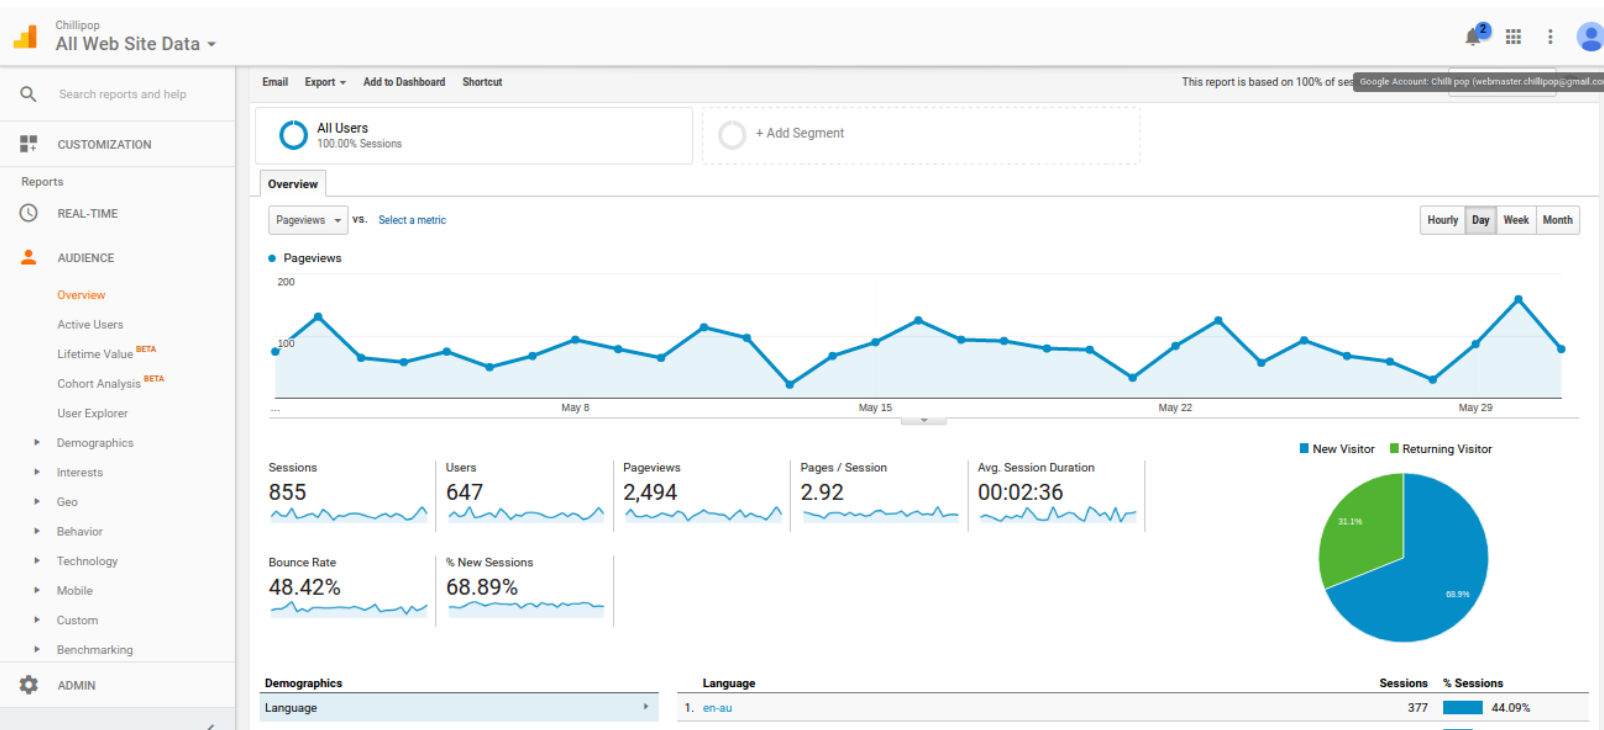 Chillipop
All Web Site Data
2
Search reports and help
CUSTOMIZATION
Reports
REAL-TIME
AUDIENCE
Overview
Active Users
Lifetime Value BETA
Cohort Analysis BETA
User Explorer
Demographics
Interests
Geo
Behavior
Technology
Mobile
Custom
Benchmarking
ADMIN
Email Export Add to Dashboard Shortcut
This report is based on 100% of
Google Account: Chilli pop (webmaster.chillipop@gmail.co
All Users
100.00% Sessions
+ Add Segment
Overview
Pageviews VS. Select a metric
Hourly Day Week Month
Pageviews
200
100
... May 8 May 15 May 22 May 29
New Visitor Returning Visitor
Sessions Users Pageviews Pages / Session Avg. Session Duration
855 647 2,494 2.92 00:02:36
31.1%
Bounce Rate % New Sessions
48.42% 68.89%
68.9%
Demographics Language Sessions % Sessions
Language 1. en-au 377 44.09%